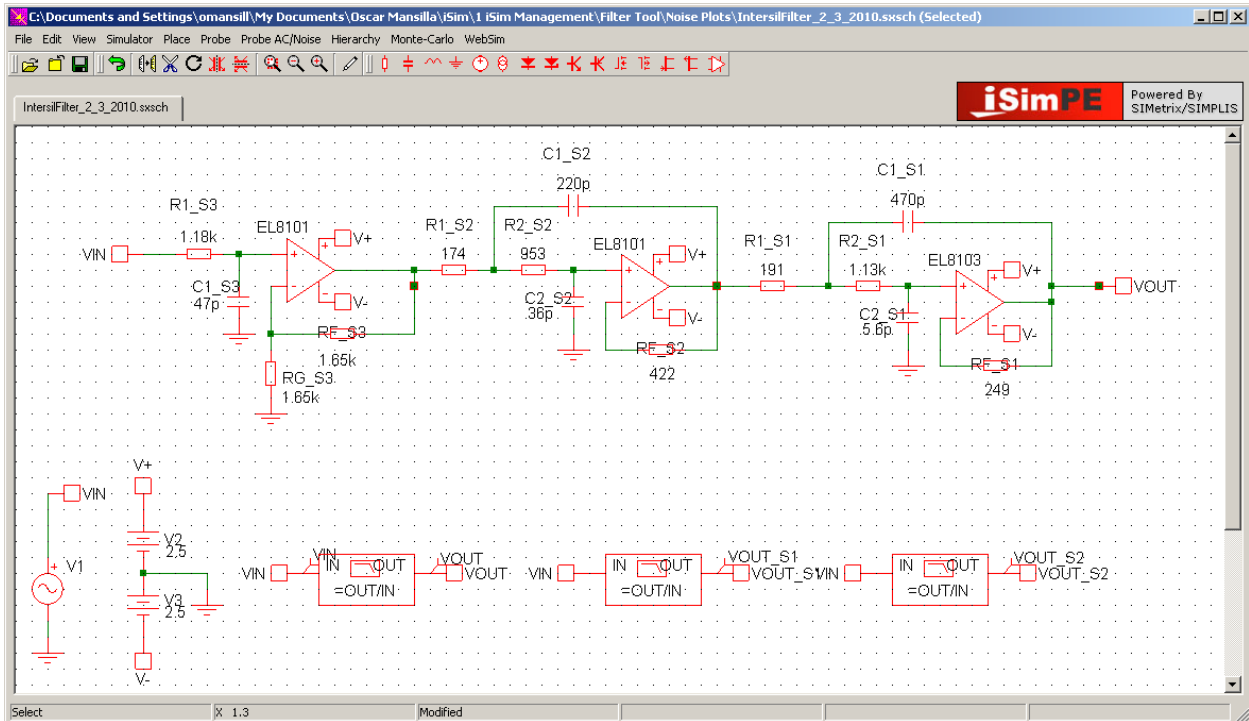 C:\Documents and Settings\omansill\My Documents\Oscar Mansilla\iSim\1 iSim Management\Filter Tool\Noise Plots\IntersilFilter_2_3_2010.sxsch (Selected)
File Edit View Simulator Place Probe Probe AC/Noise Hierarchy Monte-Carlo WebSim
IntersilFilter_2_3_2010.sxsch
iSimPE
Powered By
SIMetrix/SIMPLIS
C1_S2
220p
C1_S1
470p
R1_S3
1.18k
EL8101
V+
V-
VIN
C1_S3
47p
RF_S3
1.65k
RG_S3
1.65k
R1_S2
174
R2_S2
953
EL8101
V+
V-
C2_S2
36p
RF_S2
422
R1_S1
191
R2_S1
1.13k
EL8103
V+
V-
VOUT
C2_S1
5.6p
RF_S1
249
V+
VIN
V1
V2
2.5
V3
2.5
V-
VIN
VIN
IN OUT
=OUT/IN
VOUT
VOUT
VIN
IN OUT
=OUT/IN
VOUT_S1
VOUT_S1
VIN
IN OUT
=OUT/IN
VOUT_S2
VOUT_S2
Select X 1.3 Modified